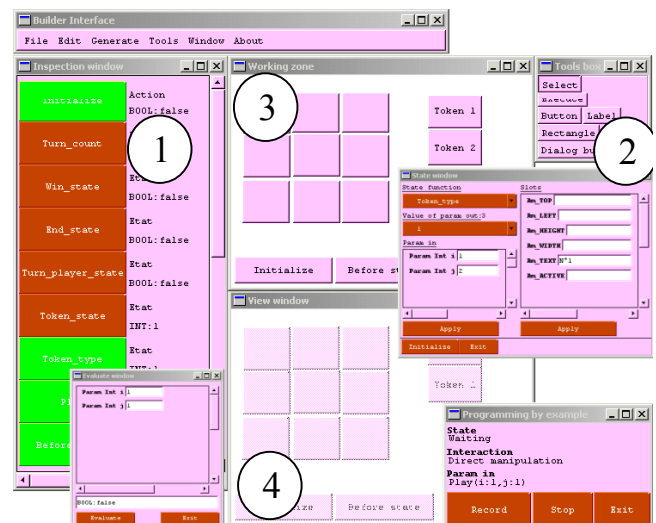 Builder Interface
File Edit Generate Tools Window About
Inspection window
Initialize
Action
BOOL:false
Turn_count
1
Win_state
Etat
BOOL:false
End_state
Etat
BOOL:false
Turn_player_state
Etat
BOOL:false
Token_state
Etat
INT:1
Token_type
Etat
Evaluate window
Param Int i 1
Param Int j 1
BOOL:false
Evaluate Exit
Working zone
3
Token 1
Token 2
Initialize Before
Tools box
Select
Execute
Button Label
Rectangle
Dialog
2
State window
State function
Token_type
Value of param out:3
1
Param in
Param Int i 1
Param Int j 2
Apply
Initialise Exit
Slots
Rm_TOP
Rm_LEFT
Rm_HEIGHT
Rm_WIDTH
Rm_TEXT N°1
Rm_ACTIVE
Apply
View window
Token
4
Before state
Programming by example
State
Waiting
Interaction
Direct manipulation
Param in
Play(i:1,j:1)
Record Stop Exit